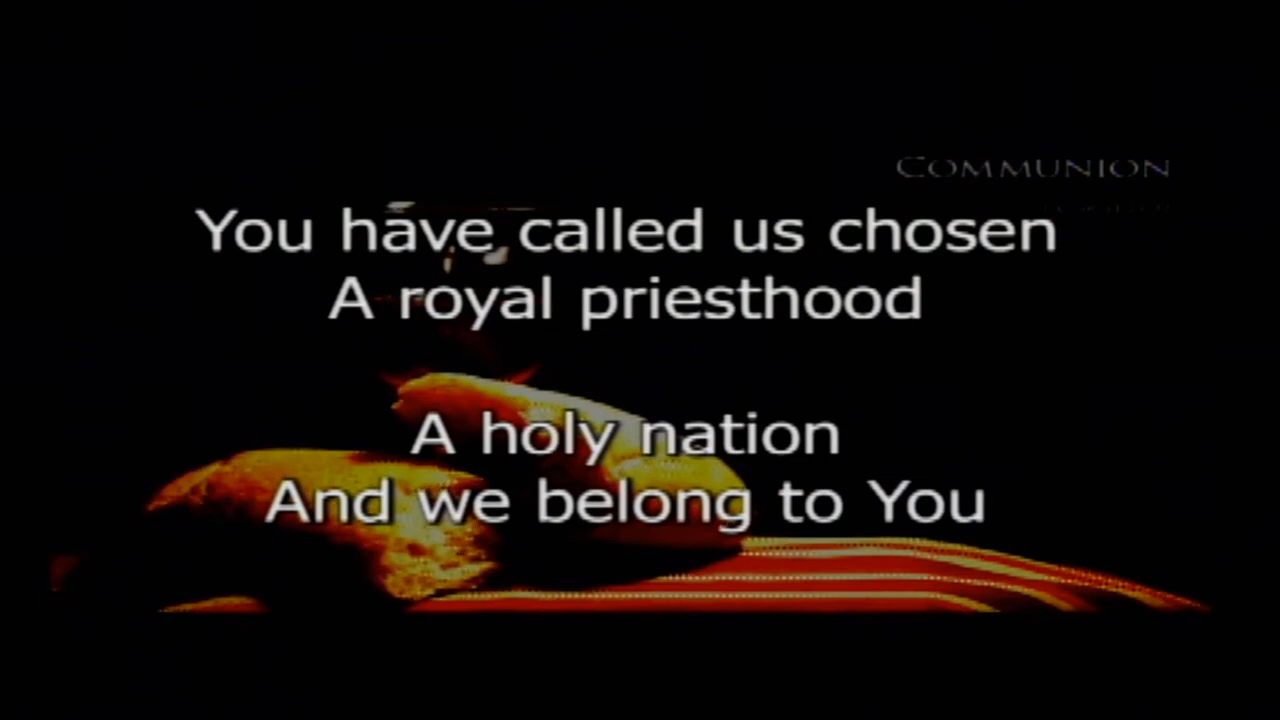 COMMUNION
You have called us chosen
A royal priesthood
A holy nation
And we belong to You